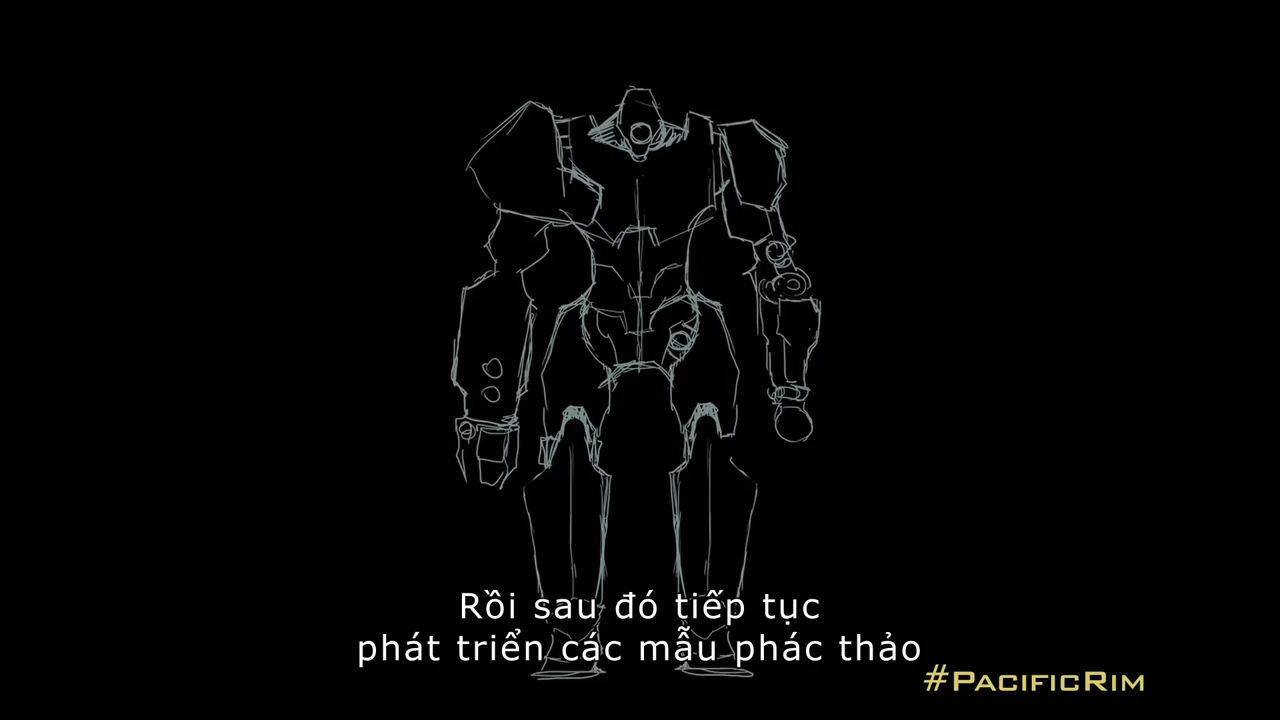 Rồi sau đó tiếp tục
phát triển các mẫu phác thảo
#PACIFICRIM